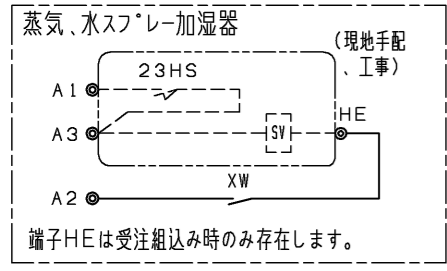 蒸気、水スプレー加湿器
(現地手配
、工事)
23HS
A1
HE
A3
SV
XW
A2
端子HEは受注組込み時のみ存在します。